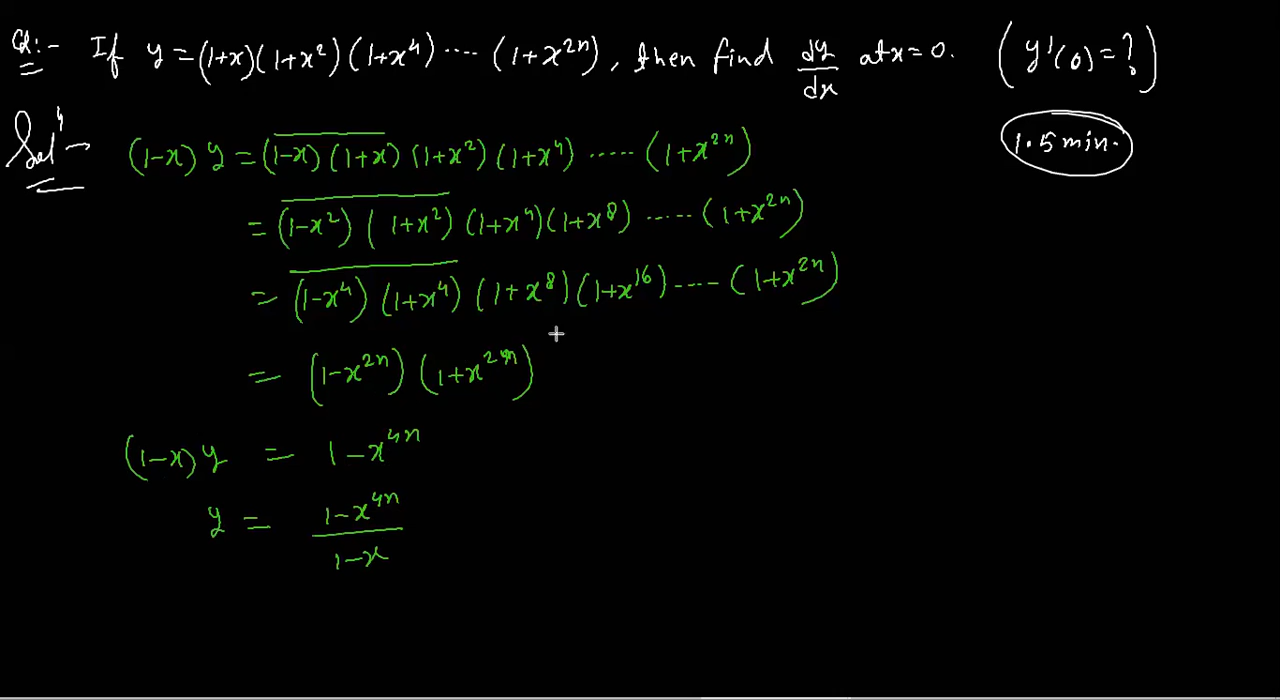 Q:- If y = (1+x)(1+x²)(1+x⁴) ···· (1+x²ⁿ), then find dy/dx at x=0. (y'(0)=?)
1.5 min.
Solⁿ- (1-x) y = (1-x)(1+x)(1+x²)(1+x⁴) ····· (1+x²ⁿ)
= (1-x²)(1+x²)(1+x⁴)(1+x⁸) ····· (1+x²ⁿ)
= (1-x⁴)(1+x⁴)(1+x⁸)(1+x¹⁶) ····· (1+x²ⁿ)
= (1-x²ⁿ)(1+x²ⁿ)
(1-x) y = 1-x⁴ⁿ
y = (1-x⁴ⁿ)/(1-x)